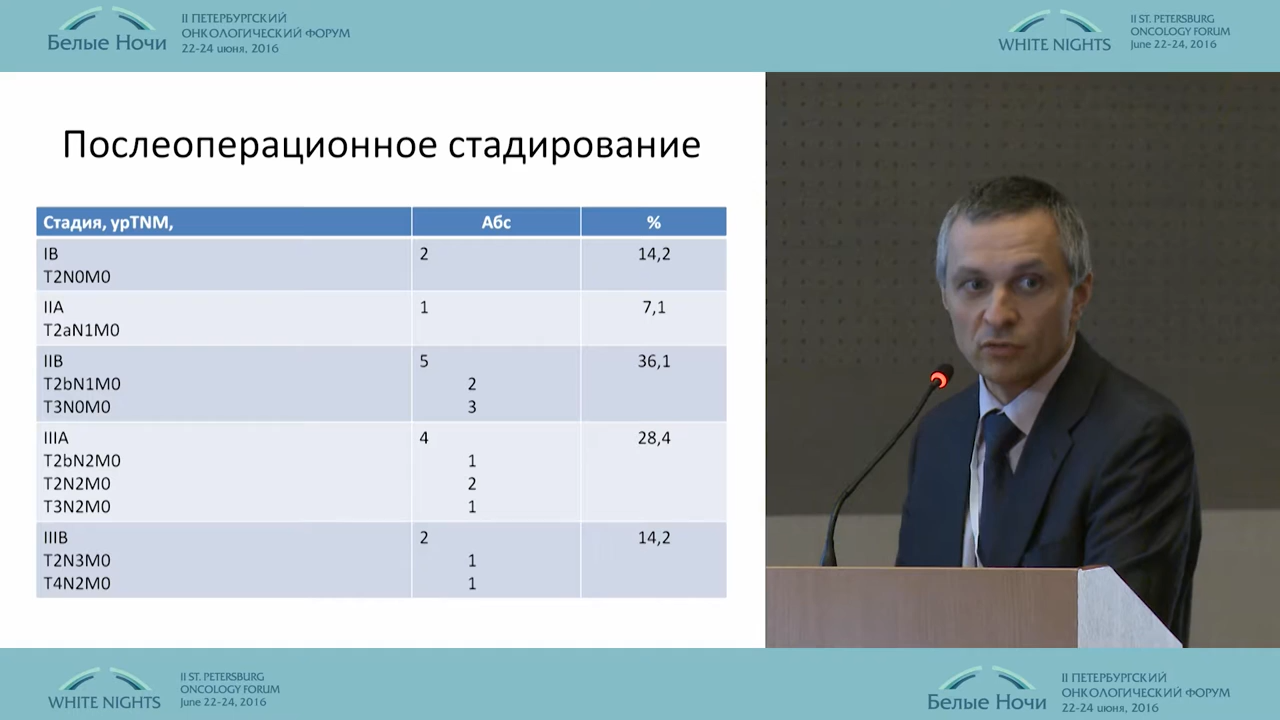 Белые Ночи
II ПЕТЕРБУРГСКИЙ
ОНКОЛОГИЧЕСКИЙ ФОРУМ
22-24 июня, 2016
WHITE NIGHTS
II ST. PETERSBURG
ONCOLOGY FORUM
June 22-24, 2016
Послеоперационное стадирование
Стадия, урTNM, Абс %
IB 2 14,2
T2N0M0
IIA 1 7,1
T2aN1M0
IIB 5 36,1
T2bN1M0 2
T3N0M0 3
IIIA 4 28,4
T2bN2M0 1
T2N2M0 2
T3N2M0 1
IIIB 2 14,2
T2N3M0 1
T4N2M0 1
WHITE NIGHTS
II ST. PETERSBURG
ONCOLOGY FORUM
June 22-24, 2016
Белые Ночи
II ПЕТЕРБУРГСКИЙ
ОНКОЛОГИЧЕСКИЙ ФОРУМ
22-24 июня, 2016